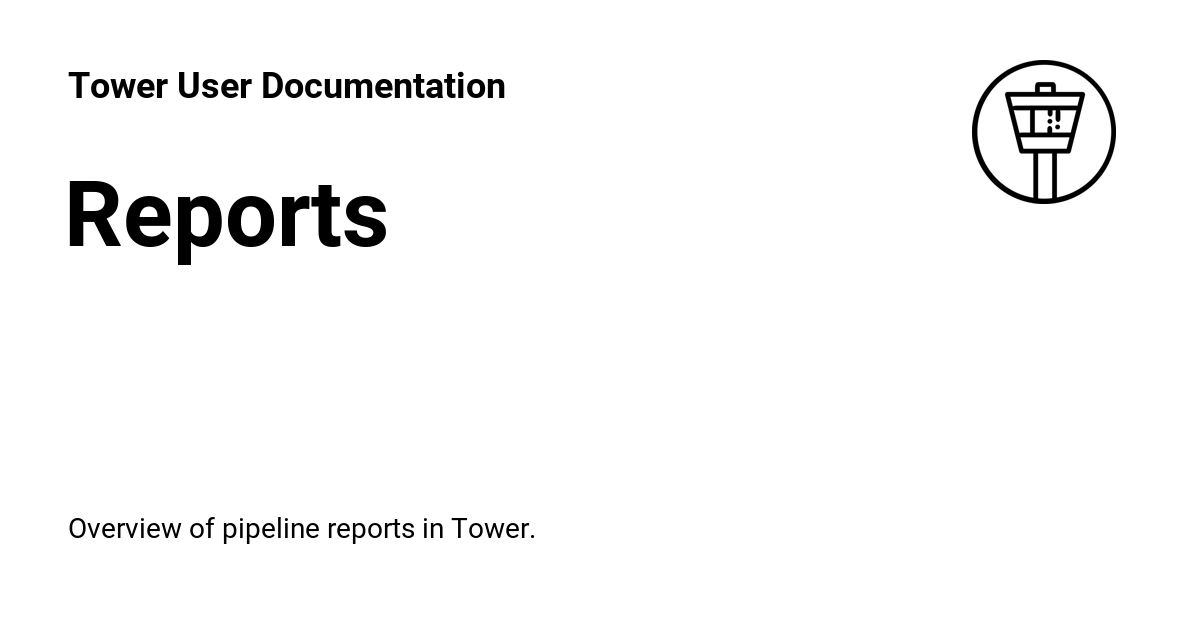 Tower User Documentation
Reports
Overview of pipeline reports in Tower.